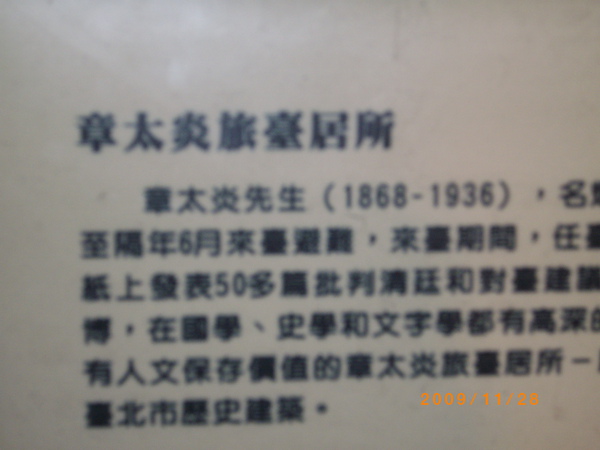 章太炎旅臺居所
章太炎先生（1868-1936），名
至隔年6月來臺避難，來臺期間，任
紙上發表50多篇批判清廷和對臺建議
博，在國學、史學和文字學都有高深的
有人文保存價值的章太炎旅臺居所－
臺北市歷史建築。
2009/11/26